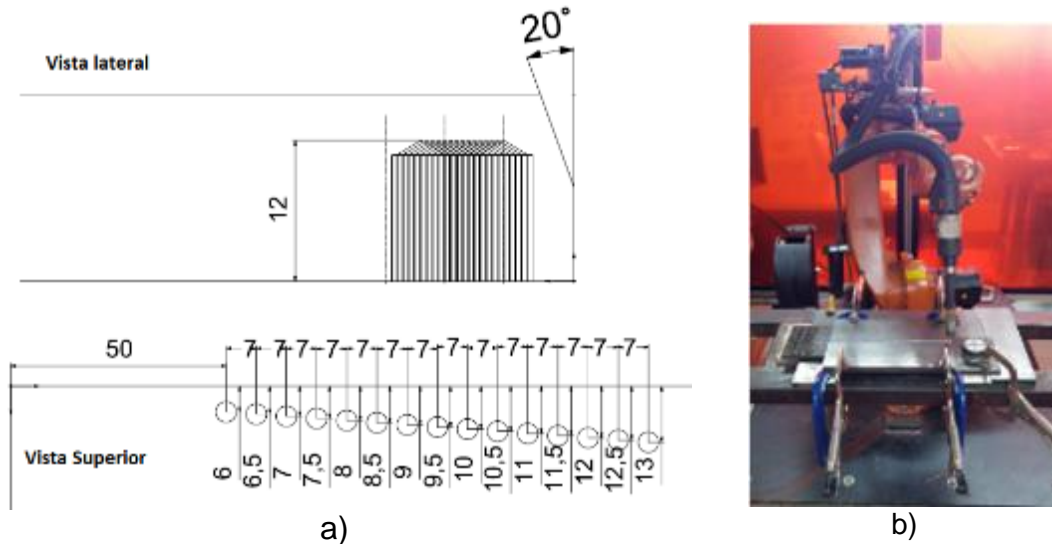 20°
Vista lateral
12
50
7 7 7 7 7 7 7 7 7 7 7 7 7 7
Vista Superior
6 6,5 7 7,5 8 8,5 9 9,5 10 10,5 11 11,5 12 12,5 13
a)
b)